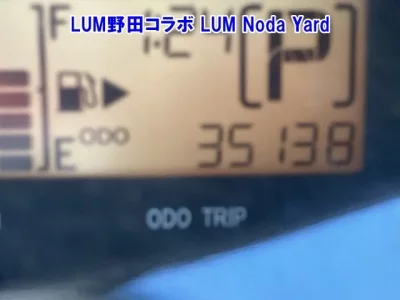 LUM野田コラボ LUM Noda Yard
F 1:24 P
ODO
E 35138
ODO TRIP